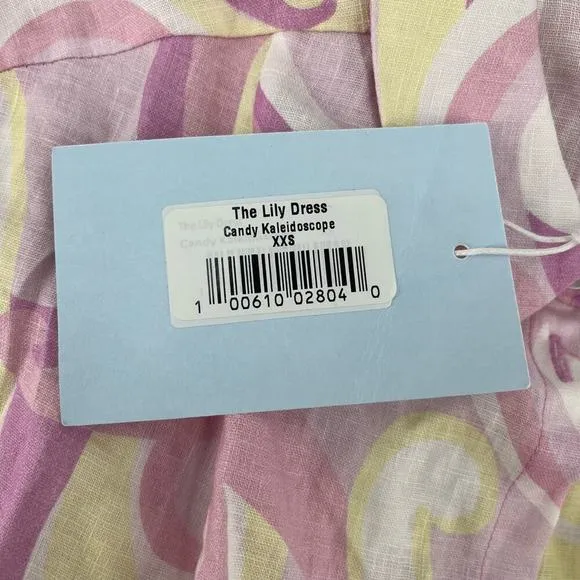 The Lily Dress
Candy Kaleidoscope
XXS
1 00610 02804 0